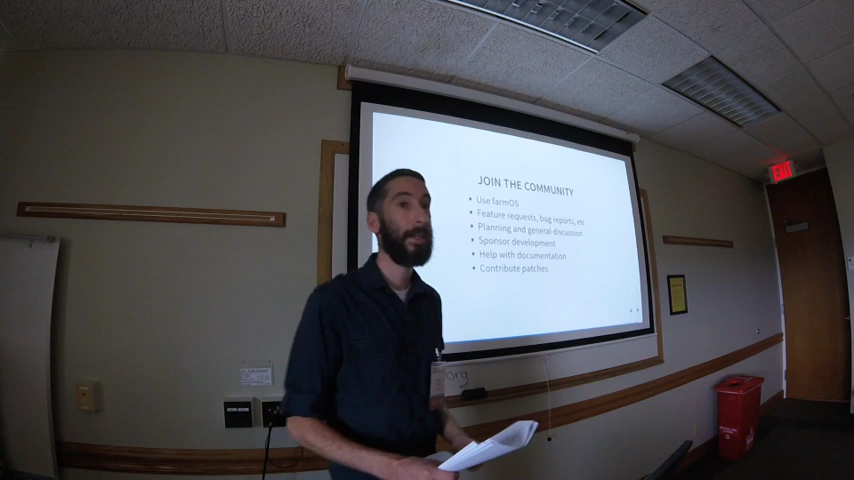 EXIT
JOIN THE COMMUNITY
• Use farmOS
• Feature requests, bug reports, etc
• Planning and general discussion
• Sponsor development
• Help with documentation
• Contribute patches
org